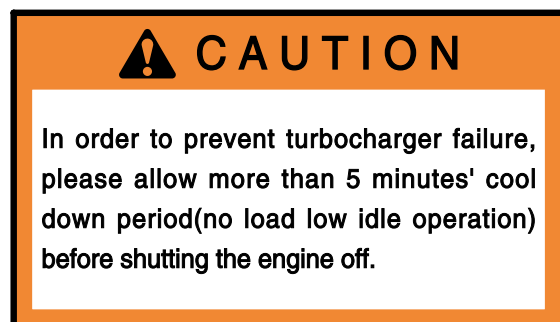 CAUTION
In order to prevent turbocharger failure,
please allow more than 5 minutes' cool
down period(no load low idle operation)
before shutting the engine off.